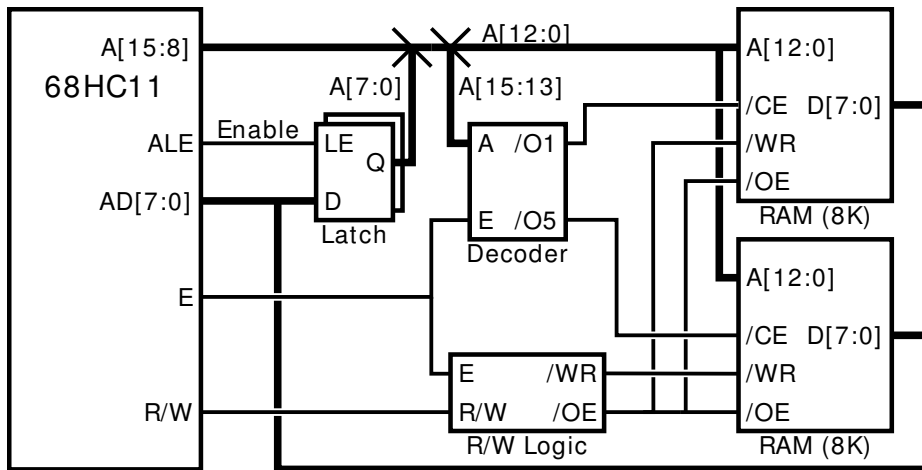 A[15:8]
68HC11
ALE
AD[7:0]
E
R/W
Enable
A[7:0]
LE
Q
D
Latch
A[12:0]
A[15:13]
A /O1
E /O5
Decoder
E /WR
R/W /OE
R/W Logic
A[12:0]
/CE D[7:0]
/WR
/OE
RAM (8K)
A[12:0]
/CE D[7:0]
/WR
/OE
RAM (8K)